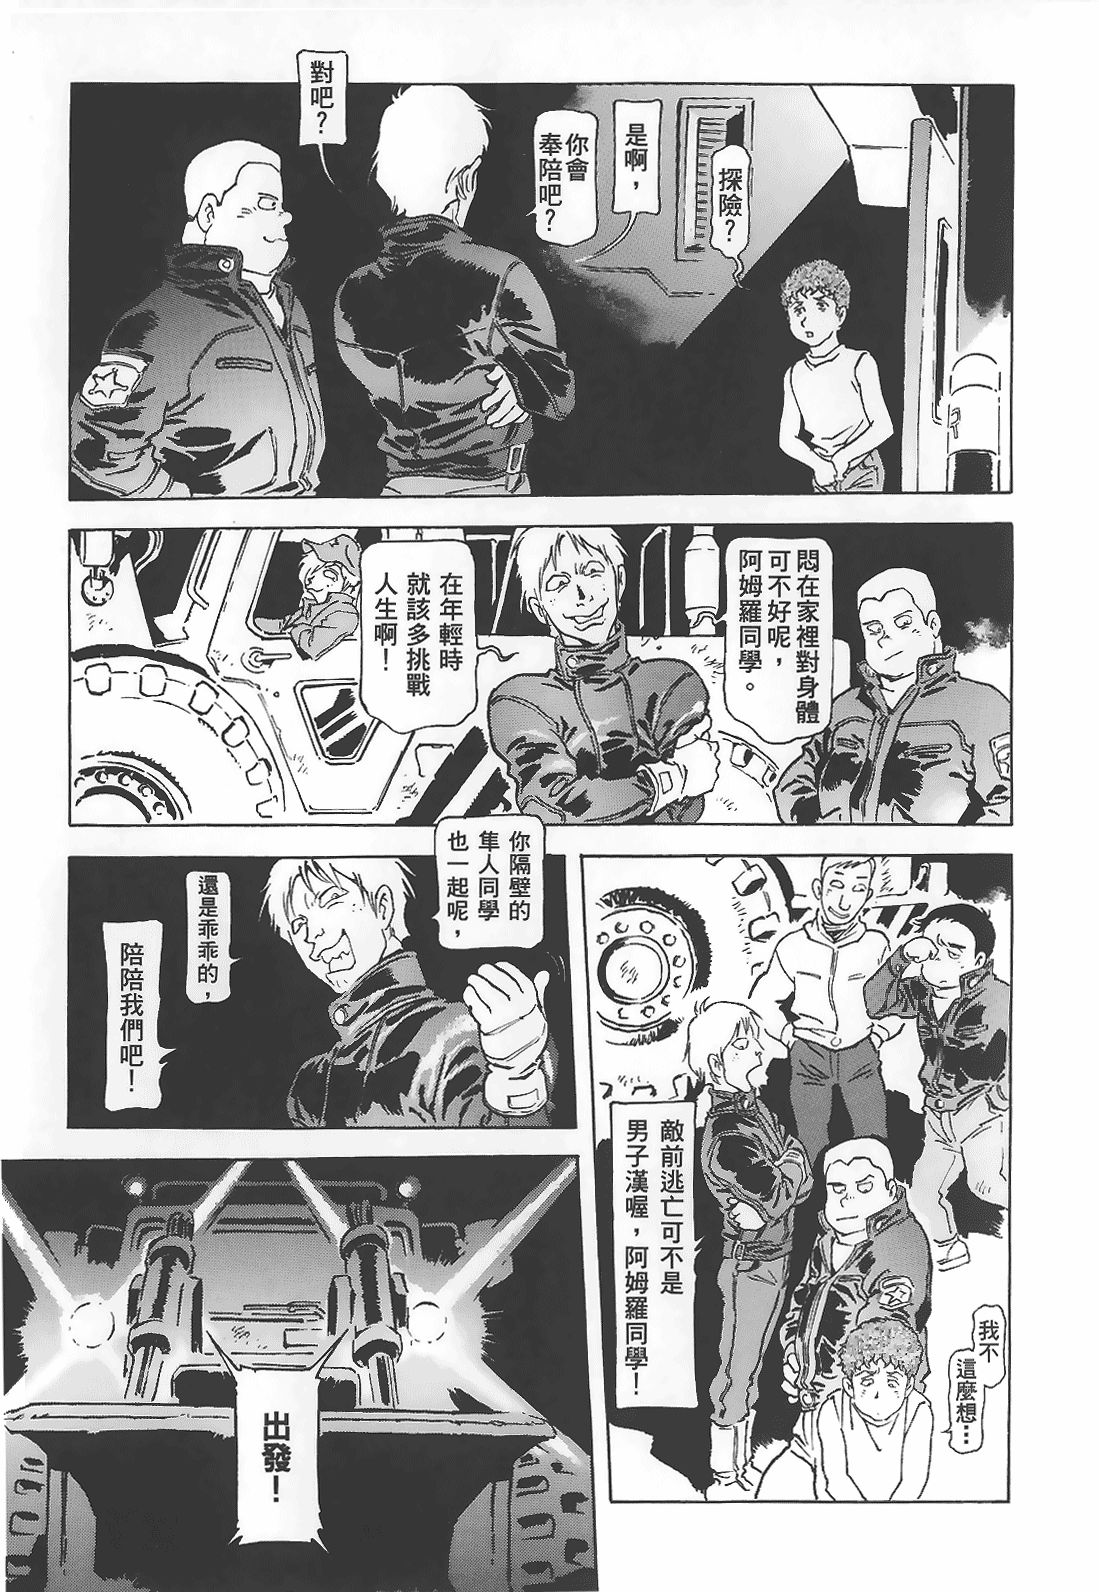 探險?
是啊，
你會
奉陪吧?
對吧?
悶在家裡對身體
可不好呢，
阿姆羅同學。
在年輕時
就該多挑戰
人生啊!
敵前逃亡可不是
男子漢喔，阿姆羅同學!
我不
這麼想…
你隔壁的
隼人同學
也一起呢，
還是乖乖的，
陪陪我們吧!
出發!